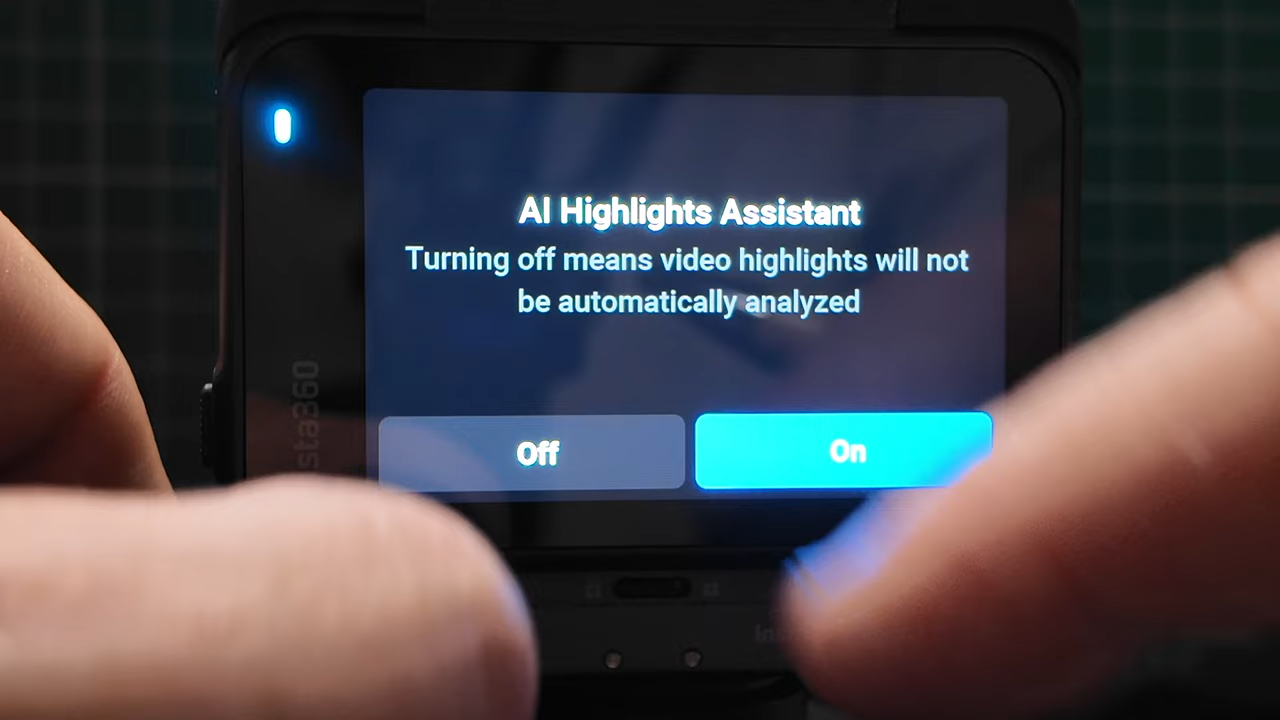 AI Highlights Assistant
Turning off means video highlights will not
be automatically analyzed
Off
On